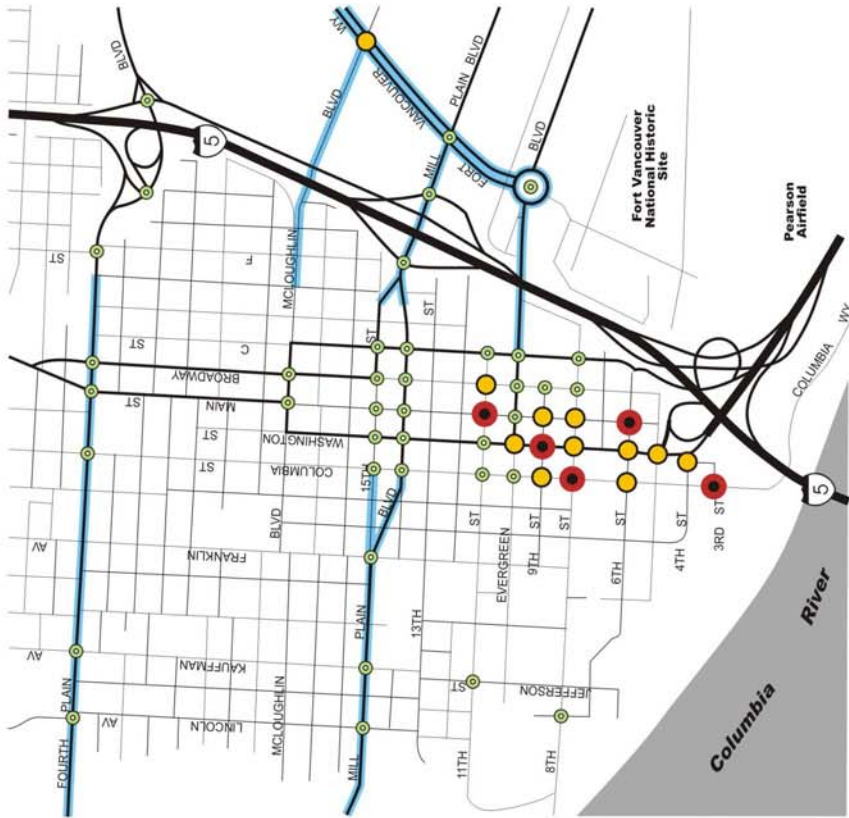 BLVD
WY
VANCOUVER
BLVD
PLAIN BLVD
5
MILL
FORT
BLVD
Fort Vancouver
National Historic
Site
Pearson
Airfield
ST
F
MCLOUGHLIN
ST
C
ST
ST
BROADWAY
ST
MAIN
ST
WASHINGTON
ST
COLUMBIA
15TH
BLVD
BLVD
COLUMBIA WY
ST
EVERGREEN
ST
9TH
ST
ST
6TH
ST
4TH
ST
3RD
5
AV
FRANKLIN
PLAIN
13TH
AV
KAUFFMAN
ST
JEFFERSON
PLAIN
AV
LINCOLN
MCLOUGHLIN
FOURTH
MILL
11TH
8TH
Columbia River